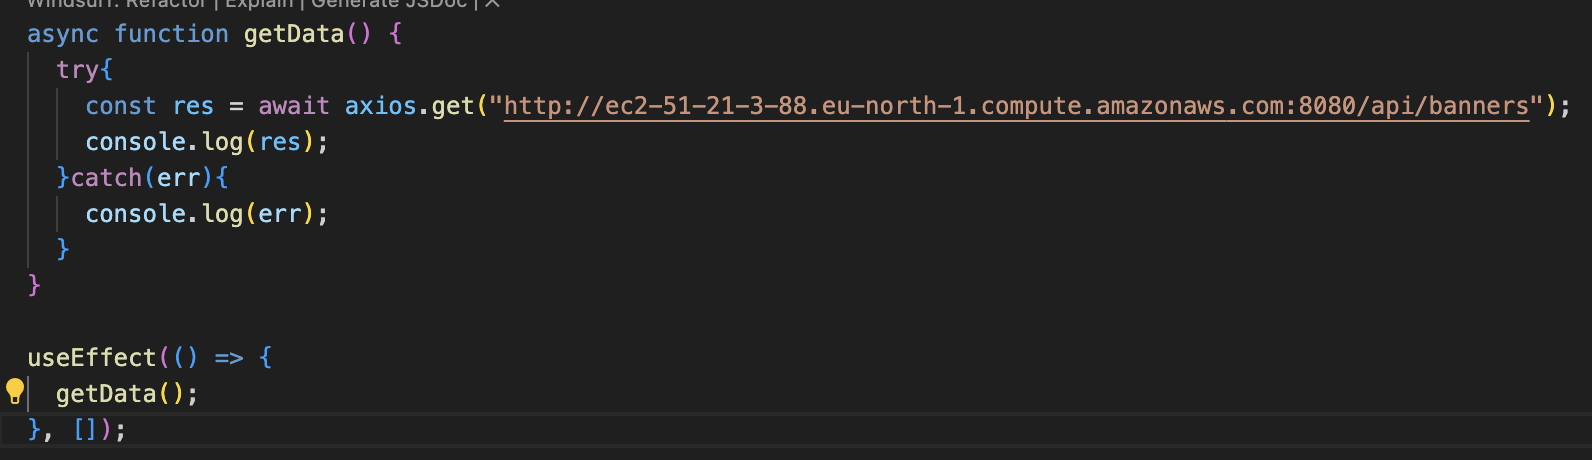 Windsurf: Refactor | Explain | Generate JSDoc | ×
async function getData() {
try{
const res = await axios.get("http://ec2-51-21-3-88.eu-north-1.compute.amazonaws.com:8080/api/banners");
console.log(res);
}catch(err){
console.log(err);
}
}
useEffect(() => {
getData();
}, []);